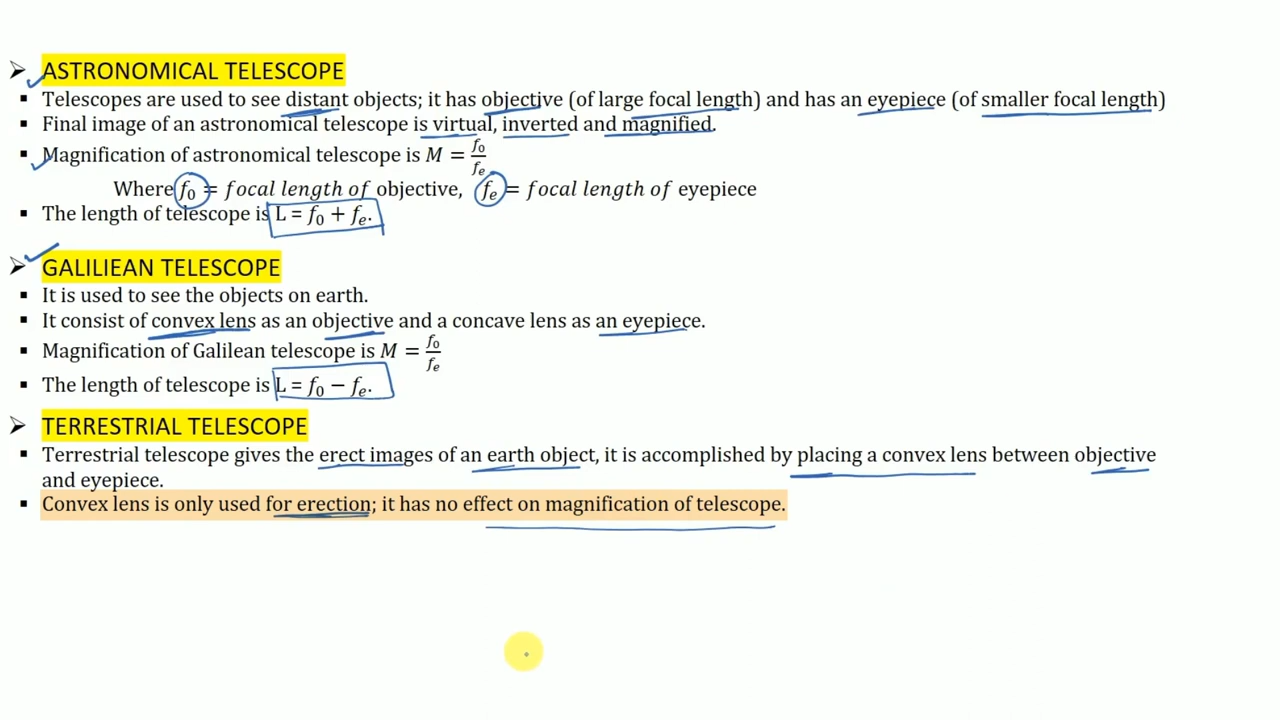 ➢ ASTRONOMICAL TELESCOPE
▪ Telescopes are used to see distant objects; it has objective (of large focal length) and has an eyepiece (of smaller focal length)
▪ Final image of an astronomical telescope is virtual, inverted and magnified.
▪ Magnification of astronomical telescope is M = f₀/fₑ
Where f₀ = focal length of objective, fₑ = focal length of eyepiece
▪ The length of telescope is L = f₀ + fₑ.
➢ GALILIEAN TELESCOPE
▪ It is used to see the objects on earth.
▪ It consist of convex lens as an objective and a concave lens as an eyepiece.
▪ Magnification of Galilean telescope is M = f₀/fₑ
▪ The length of telescope is L = f₀ − fₑ.
➢ TERRESTRIAL TELESCOPE
▪ Terrestrial telescope gives the erect images of an earth object, it is accomplished by placing a convex lens between objective
and eyepiece.
▪ Convex lens is only used for erection; it has no effect on magnification of telescope.